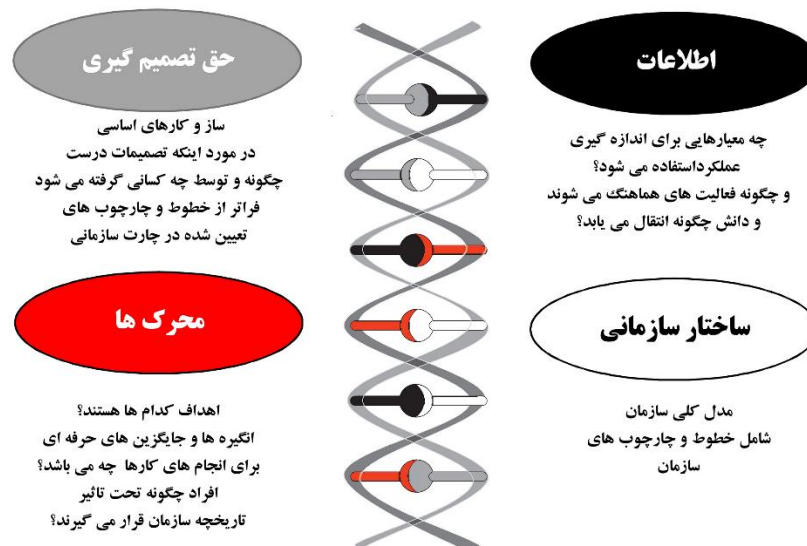 حق تصمیم گیری
ساز و کارهای اساسی
در مورد اینکه تصمیمات درست
چگونه و توسط چه کسانی گرفته می شود
فراتر از خطوط و چارچوب های
تعیین شده در چارت سازمانی
اطلاعات
چه معیارهایی برای اندازه گیری
عملکرداستفاده می شود؟
و چگونه فعالیت های هماهنگ می شوند
و دانش چگونه انتقال می یابد؟
محرک ها
اهداف کدام ها هستند؟
انگیره ها و جایگزین های حرفه ای
برای انجام های کارها چه می باشد؟
افراد چگونه تحت تاثیر
تاریخچه سازمان قرار می گیرند؟
ساختار سازمانی
مدل کلی سازمان
شامل خطوط و چارچوب های
سازمان